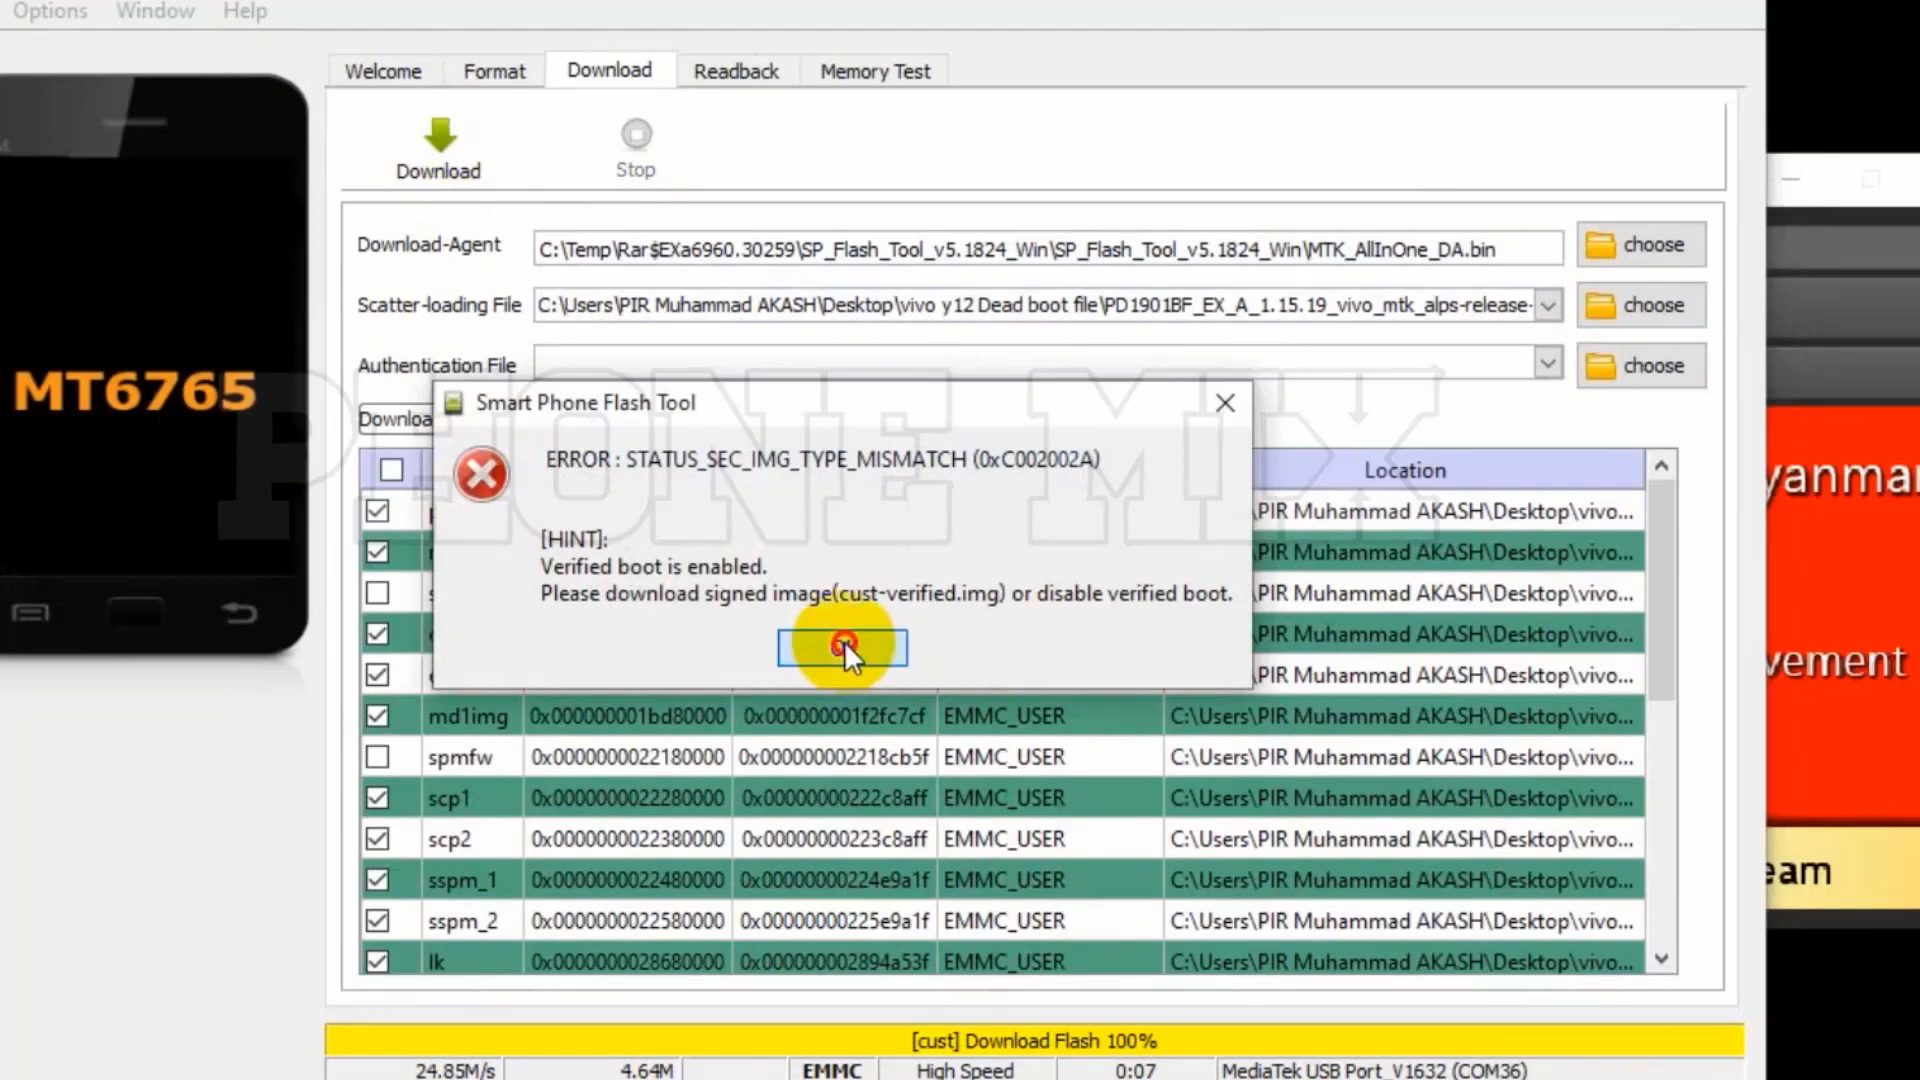 Options Window Help
Welcome Format Download Readback Memory Test
Download Stop
Download-Agent C:\Temp\Rar$EXa6960.30259\SP_Flash_Tool_v5.1824_Win\SP_Flash_Tool_v5.1824_Win\MTK_AllInOne_DA.bin choose
Scatter-loading File C:\Users\PIR Muhammad AKASH\Desktop\vivo y12 Dead boot file\PD1901BF_EX_A_1.15.19_vivo_mtk_alps-release- choose
Authentication File choose
MT6765
PEONE MIX
Smart Phone Flash Tool
ERROR : STATUS_SEC_IMG_TYPE_MISMATCH (0xC002002A)
[HINT]:
Verified boot is enabled.
Please download signed image(cust-verified.img) or disable verified boot.
Location
\PIR Muhammad AKASH\Desktop\vivo...
\PIR Muhammad AKASH\Desktop\vivo...
\PIR Muhammad AKASH\Desktop\vivo...
\PIR Muhammad AKASH\Desktop\vivo...
\PIR Muhammad AKASH\Desktop\vivo...
md1img 0x000000001bd80000 0x000000001f2fc7cf EMMC_USER C:\Users\PIR Muhammad AKASH\Desktop\vivo...
spmfw 0x0000000022180000 0x000000002218cb5f EMMC_USER C:\Users\PIR Muhammad AKASH\Desktop\vivo...
scp1 0x0000000022280000 0x00000000222c8aff EMMC_USER C:\Users\PIR Muhammad AKASH\Desktop\vivo...
scp2 0x0000000022380000 0x00000000223c8aff EMMC_USER C:\Users\PIR Muhammad AKASH\Desktop\vivo...
sspm_1 0x0000000022480000 0x00000000224e9a1f EMMC_USER C:\Users\PIR Muhammad AKASH\Desktop\vivo...
sspm_2 0x0000000022580000 0x00000000225e9a1f EMMC_USER C:\Users\PIR Muhammad AKASH\Desktop\vivo...
lk 0x0000000028680000 0x000000002894a53f EMMC_USER C:\Users\PIR Muhammad AKASH\Desktop\vivo...
[cust] Download Flash 100%
24.85M/s 4.64M EMMC High Speed 0:07 MediaTek USB Port_V1632 (COM36)
yanmar
vement
eam